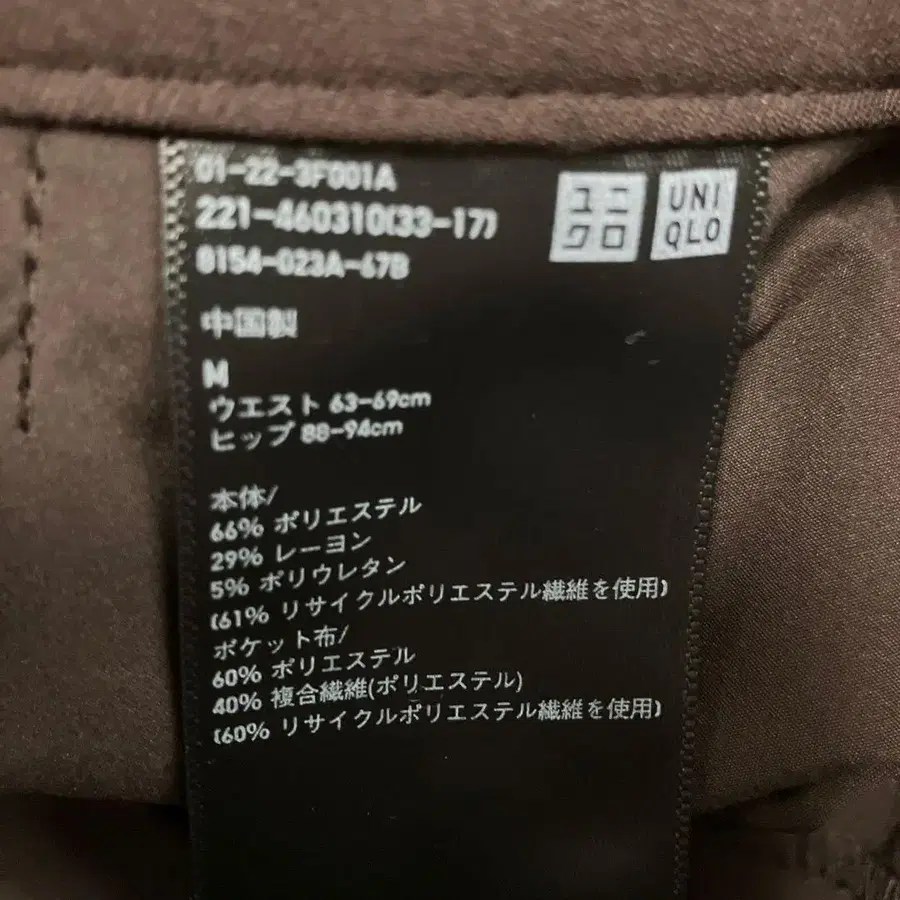 01-22-3F001A
221-460310(33-17)
0154-023A-67B
ユニクロ
UNIQLO
中国製
M
ウエスト 63-69cm
ヒップ 88-94cm
本体/
66% ポリエステル
29% レーヨン
5% ポリウレタン
(61% リサイクルポリエステル繊維を使用)
ポケット布/
60% ポリエステル
40% 複合繊維(ポリエステル)
(60% リサイクルポリエステル繊維を使用)